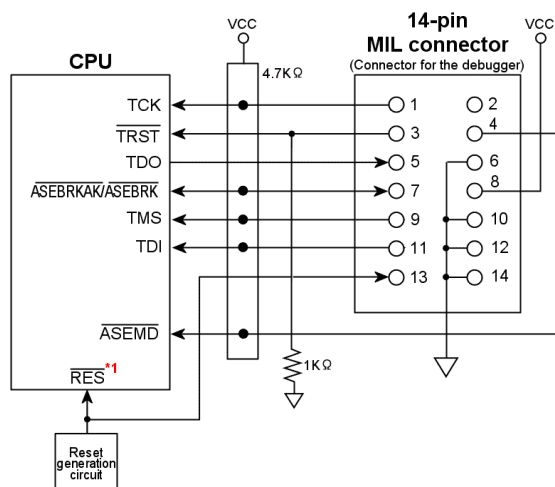 VCC
14-pin
MIL connector
(Connector for the debugger)
VCC
CPU
4.7KΩ
TCK
1
2
TRST
3
4
TDO
5
6
ASEBRKAK/ASEBRK
7
8
TMS
9
10
TDI
11
12
13
14
ASEMD
RES*1
1KΩ
Reset
generation
circuit